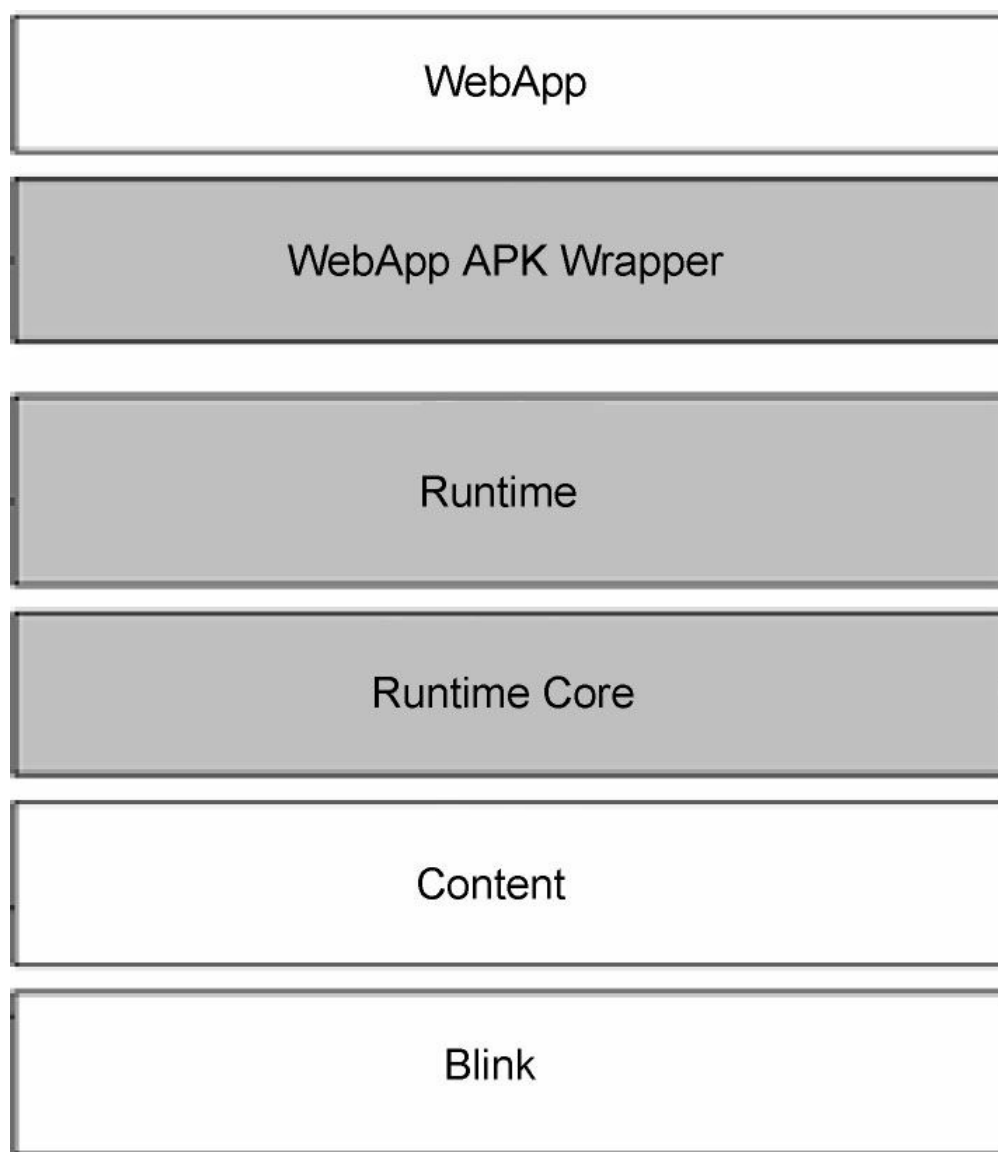 WebApp
WebApp APK Wrapper
Runtime
Runtime Core
Content
Blink